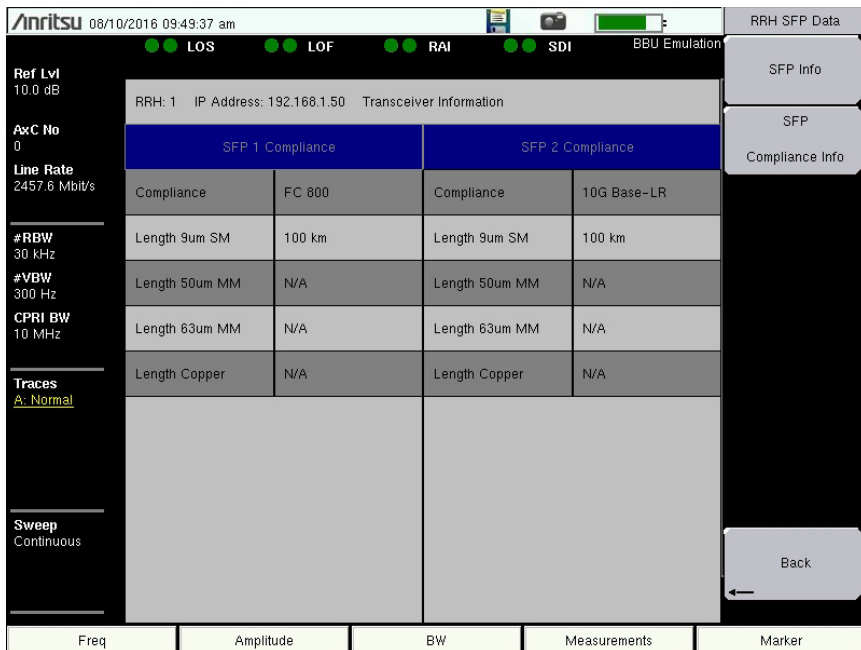 Anritsu 08/10/2016 09:49:37 am
RRH SFP Data
LOS LOF RAI SDI BBU Emulation
Ref Lvl
10.0 dB
AxC No
0
Line Rate
2457.6 Mbit/s
#RBW
30 kHz
#VBW
300 Hz
CPRI BW
10 MHz
Traces
A: Normal
Sweep
Continuous
RRH: 1 IP Address: 192.168.1.50 Transceiver Information
SFP 1 Compliance SFP 2 Compliance
Compliance FC 800 Compliance 10G Base-LR
Length 9um SM 100 km Length 9um SM 100 km
Length 50um MM N/A Length 50um MM N/A
Length 63um MM N/A Length 63um MM N/A
Length Copper N/A Length Copper N/A
SFP Info
SFP
Compliance Info
Back
Freq Amplitude BW Measurements Marker